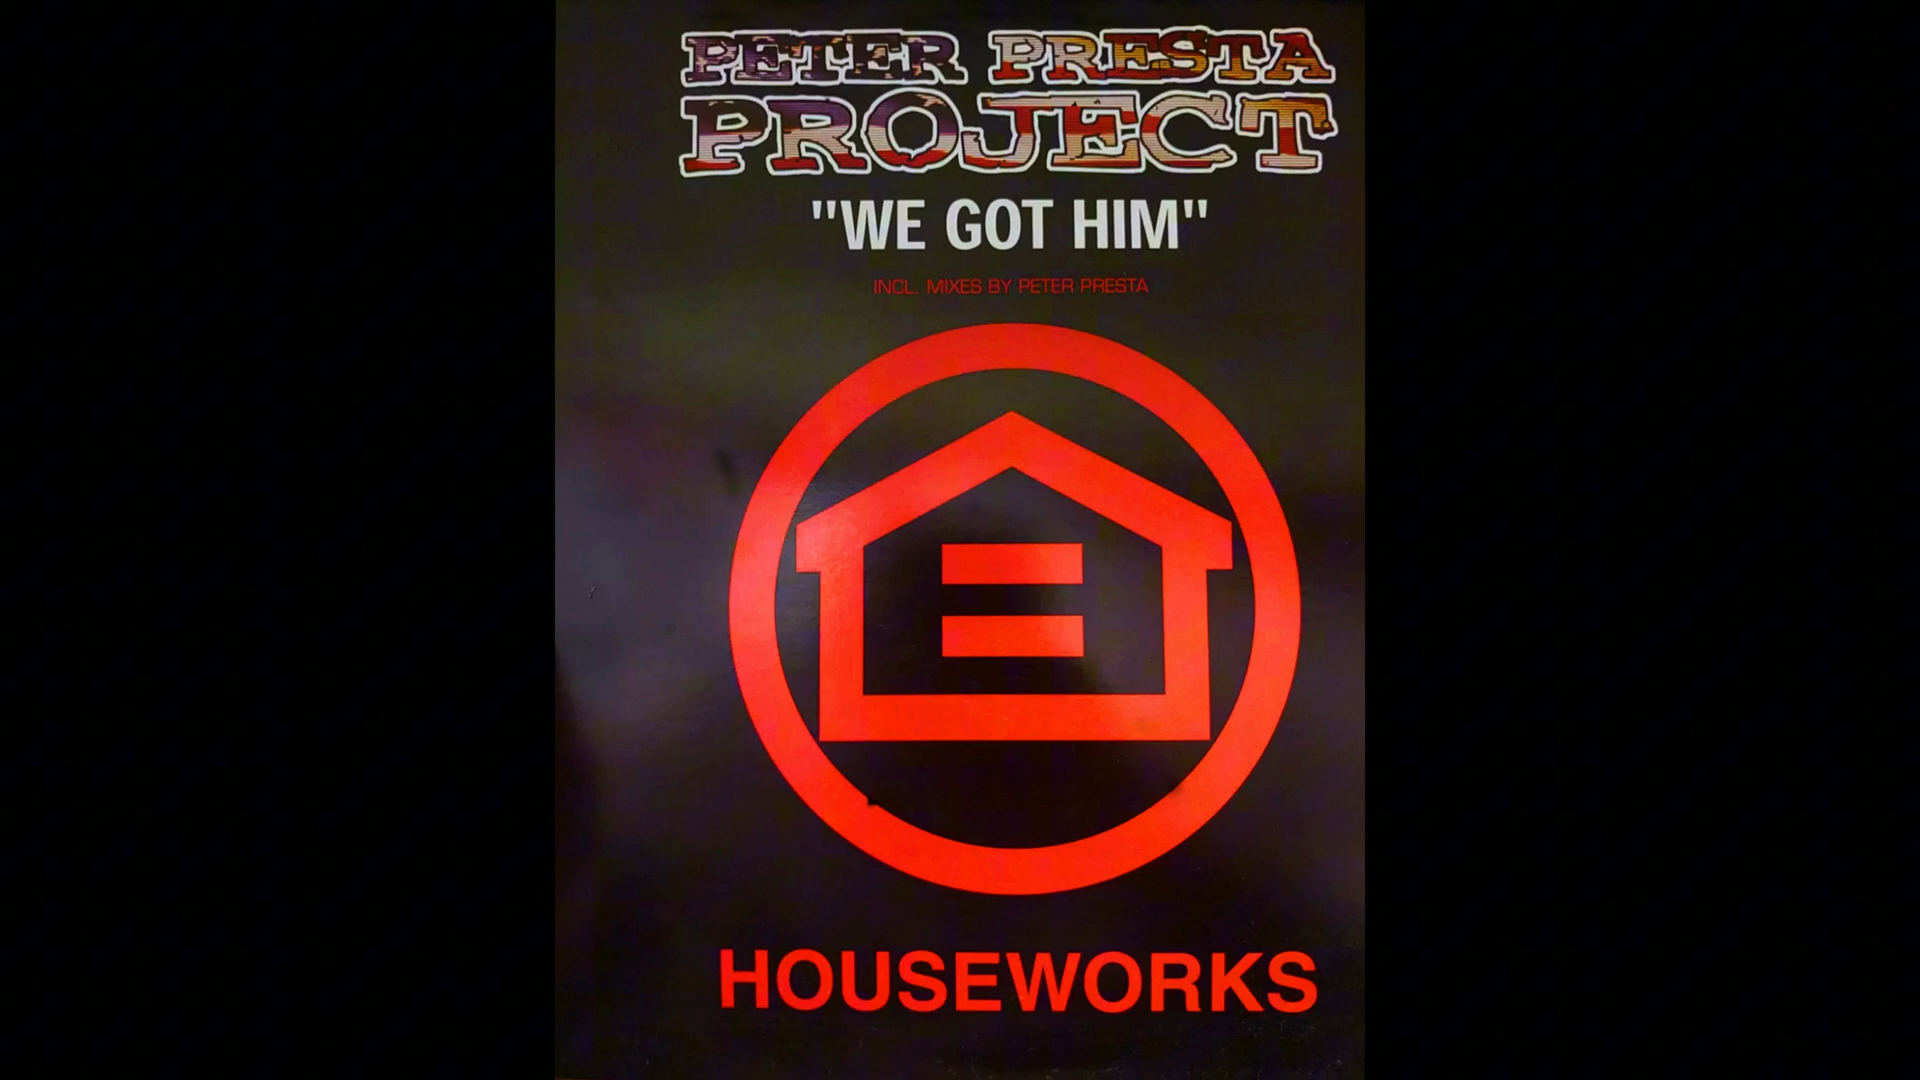 PETER PRESTA
PROJECT
"WE GOT HIM"
INCL. MIXES BY PETER PRESTA
HOUSEWORKS